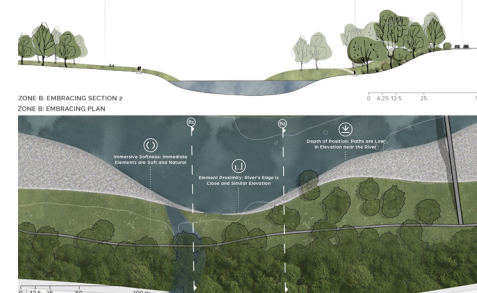 ZONE B: EMBRACING SECTION 2
0 6.25 12.5 25
ZONE B: EMBRACING PLAN
Immersive Softness: Immediate
Elements are Soft and Natural
Element Proximity: River's Edge is
Close and Similar Elevation
Depth of Position: Paths are Low
in Elevation near the River
100 m